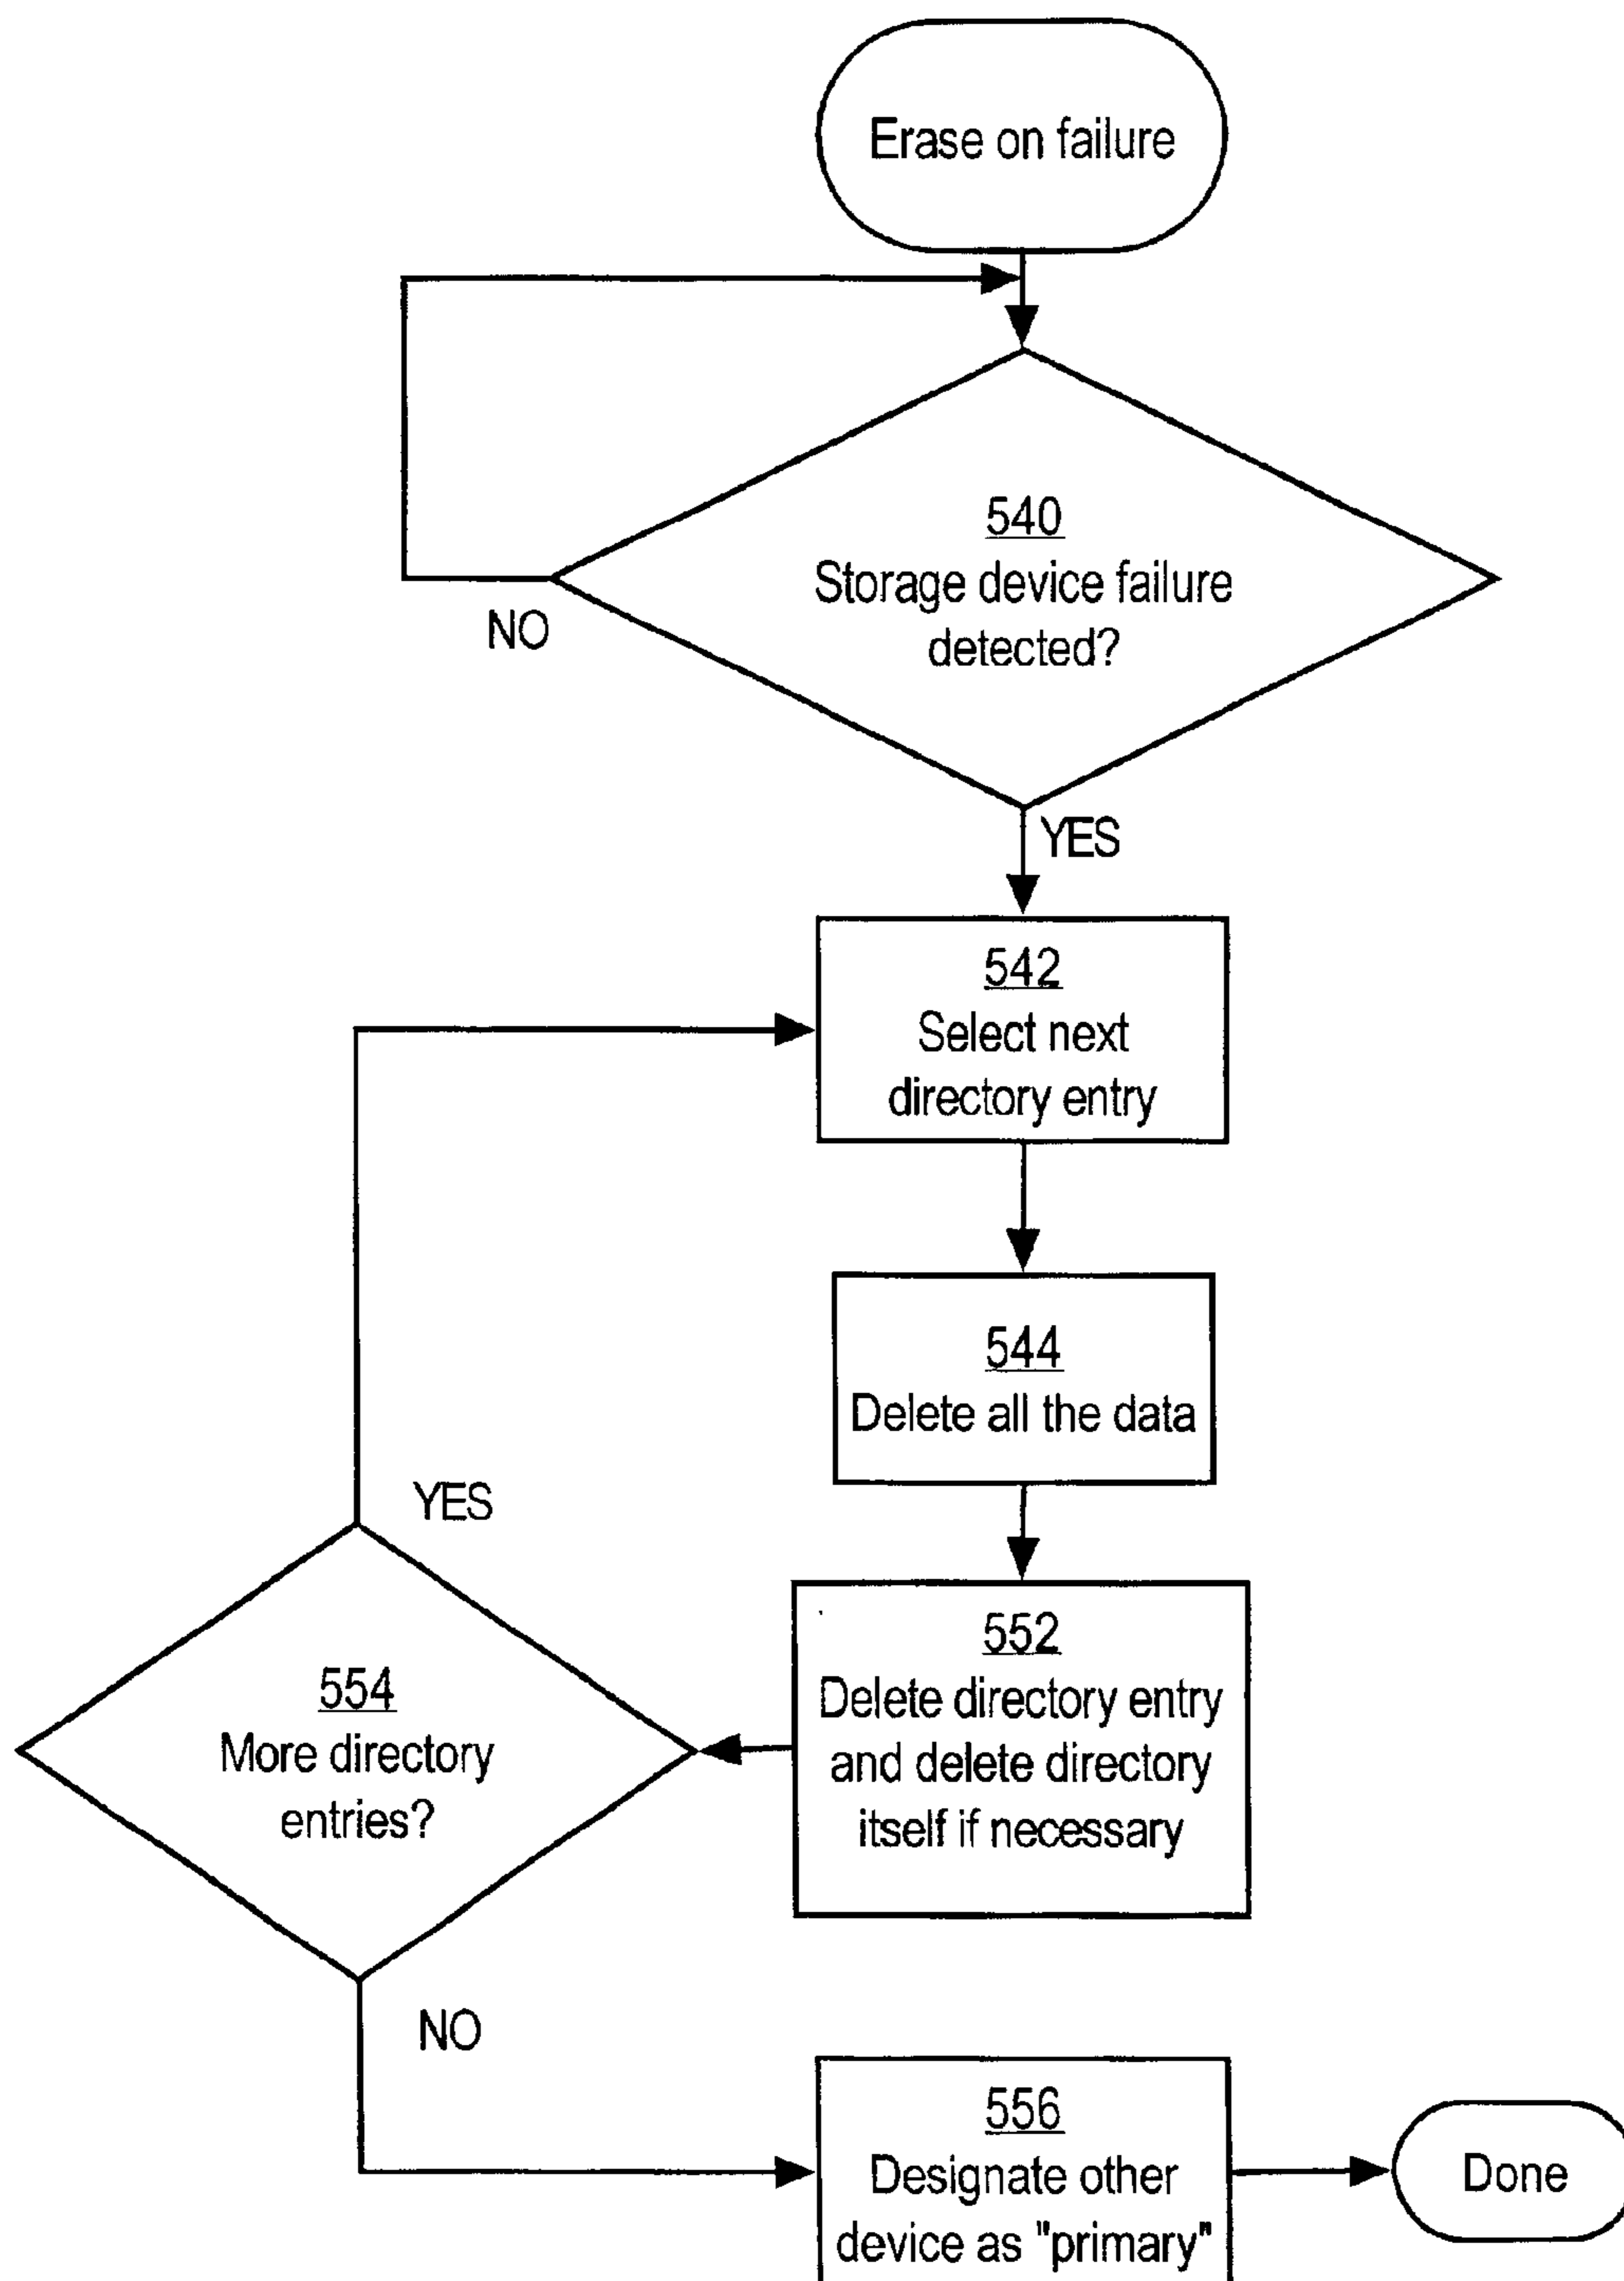 Erase on failure
540
Storage device failure
detected?
NO
YES
542
Select next
directory entry
544
Delete all the data
YES
552
Delete directory entry
and delete directory
itself if necessary
554
More directory
entries?
NO
556
Designate other
device as "primary"
Done